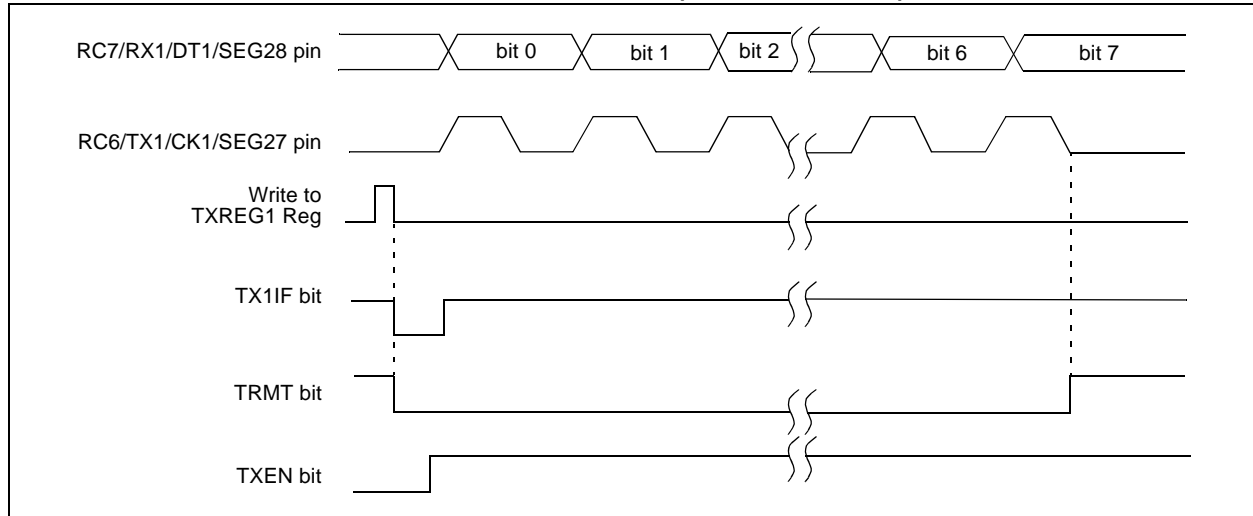 RC7/RX1/DT1/SEG28 pin
bit 0 bit 1 bit 2 bit 6 bit 7
RC6/TX1/CK1/SEG27 pin
Write to
TXREG1 Reg
TX1IF bit
TRMT bit
TXEN bit